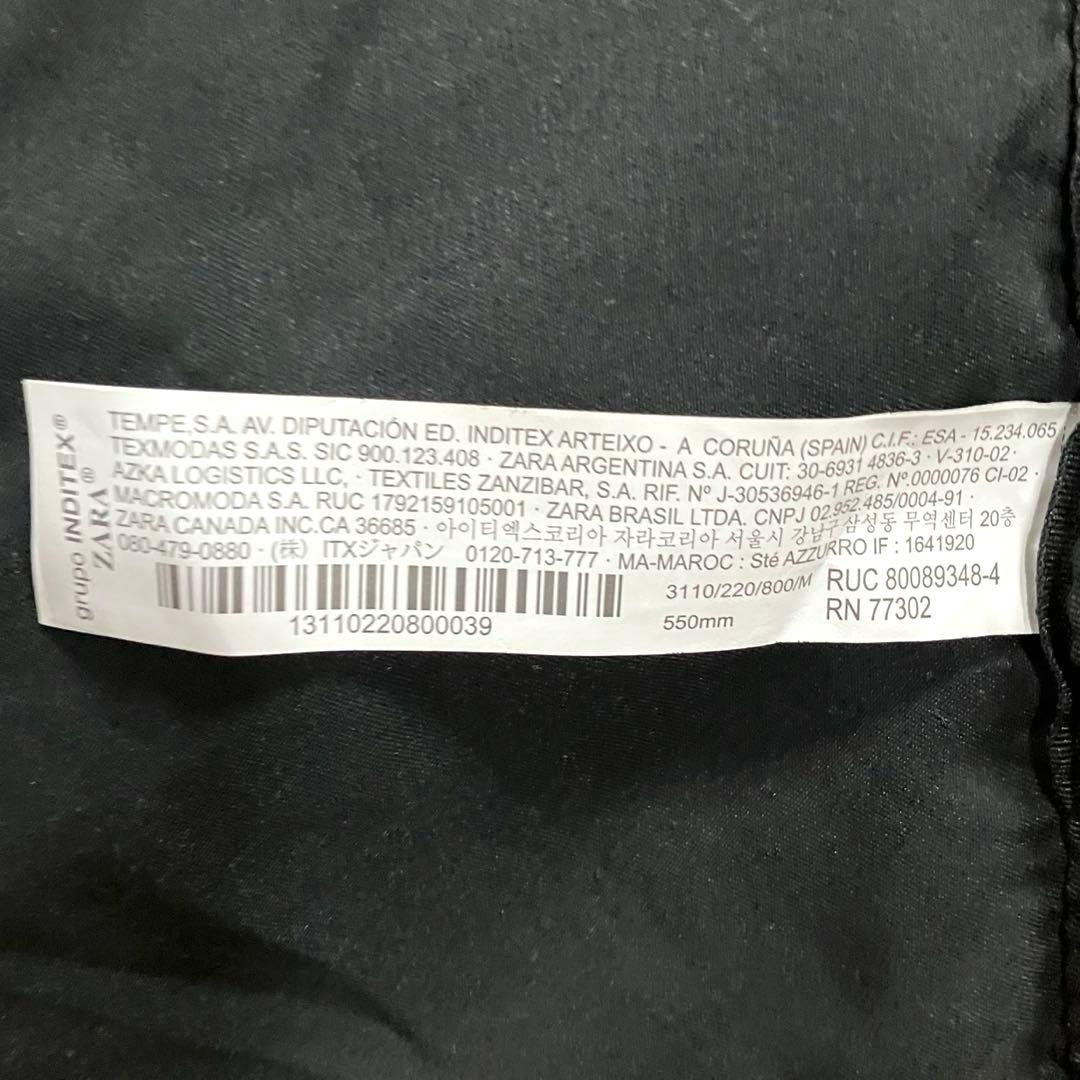 grupo INDITEX®
ZARA®
TEMPE,S.A. AV. DIPUTACIÓN ED. INDITEX ARTEIXO - A CORUÑA (SPAIN) C.I.F.: ESA - 15.234.065
TEXMODAS S.A.S. SIC 900.123.408 · ZARA ARGENTINA S.A. CUIT: 30-6931 4836-3 · V-310-02 ·
AZKA LOGISTICS LLC, · TEXTILES ZANZIBAR, S.A. RIF. Nº J-30536946-1 REG. Nº.0000076 CI-02 ·
MACROMODA S.A. RUC 1792159105001 · ZARA BRASIL LTDA. CNPJ 02.952.485/0004-91 ·
ZARA CANADA INC.CA 36685 · 아이티엑스코리아 자라코리아 서울시 강남구삼성동 무역센터 20층
080-479-0880 · (株) ITXジャパン 0120-713-777 · MA-MAROC : Sté AZZURRO IF : 1641920
3110/220/800/M RUC 80089348-4
13110220800039 550mm RN 77302